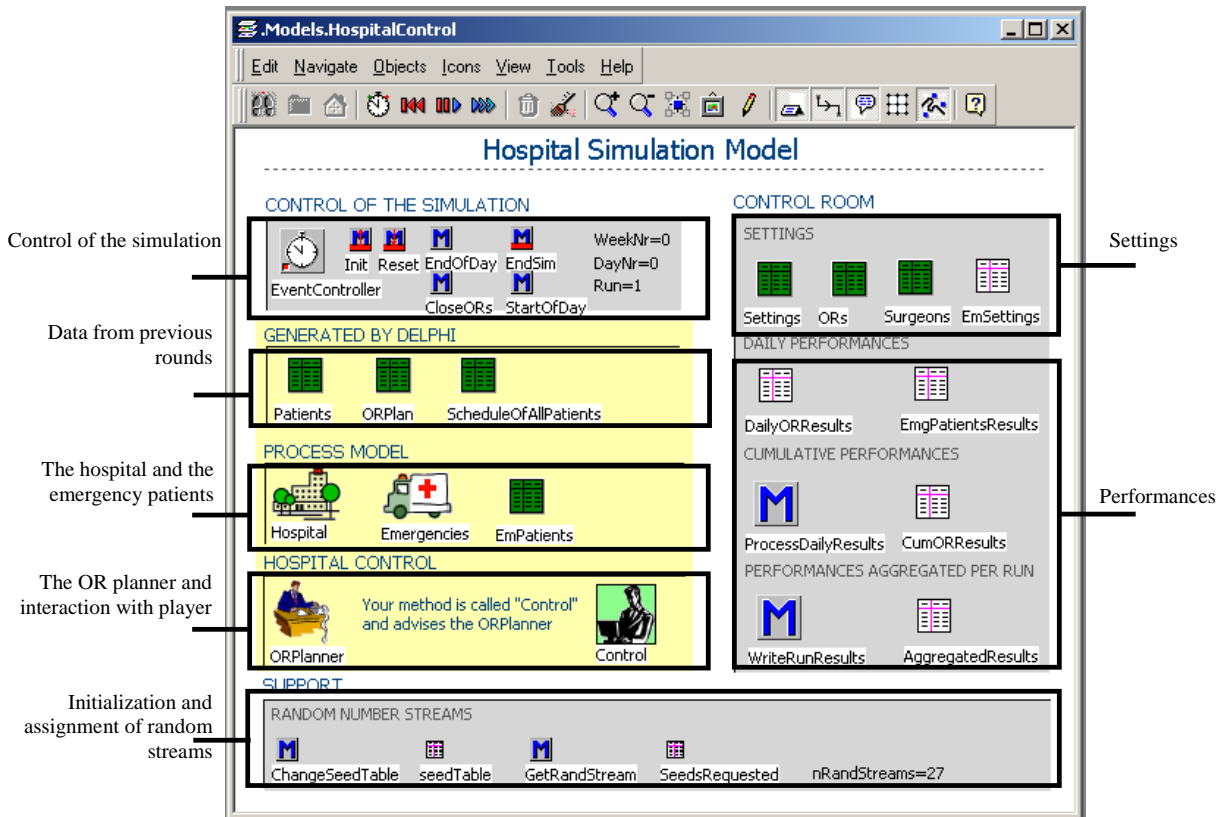 .Models.HospitalControl
Edit Navigate Objects Icons View Tools Help
Hospital Simulation Model
Control of the simulation
CONTROL OF THE SIMULATION
Init Reset EndOfDay EndSim
WeekNr=0
DayNr=0
Run=1
EventController
CloseORs StartOfDay
Data from previous
rounds
GENERATED BY DELPHI
Patients ORPlan ScheduleOfAllPatients
The hospital and the
emergency patients
PROCESS MODEL
Hospital Emergencies EmPatients
The OR planner and
interaction with player
HOSPITAL CONTROL
Your method is called "Control"
and advises the ORPlanner
ORPlanner Control
CONTROL ROOM
SETTINGS
Settings ORs Surgeons EmSettings
Settings
DAILY PERFORMANCES
DailyORResults EmgPatientsResults
CUMULATIVE PERFORMANCES
ProcessDailyResults CumORResults
PERFORMANCES AGGREGATED PER RUN
WriteRunResults AggregatedResults
Performances
Initialization and
assignment of random
streams
SUPPORT
RANDOM NUMBER STREAMS
ChangeSeedTable seedTable GetRandStream SeedsRequested nRandStreams=27